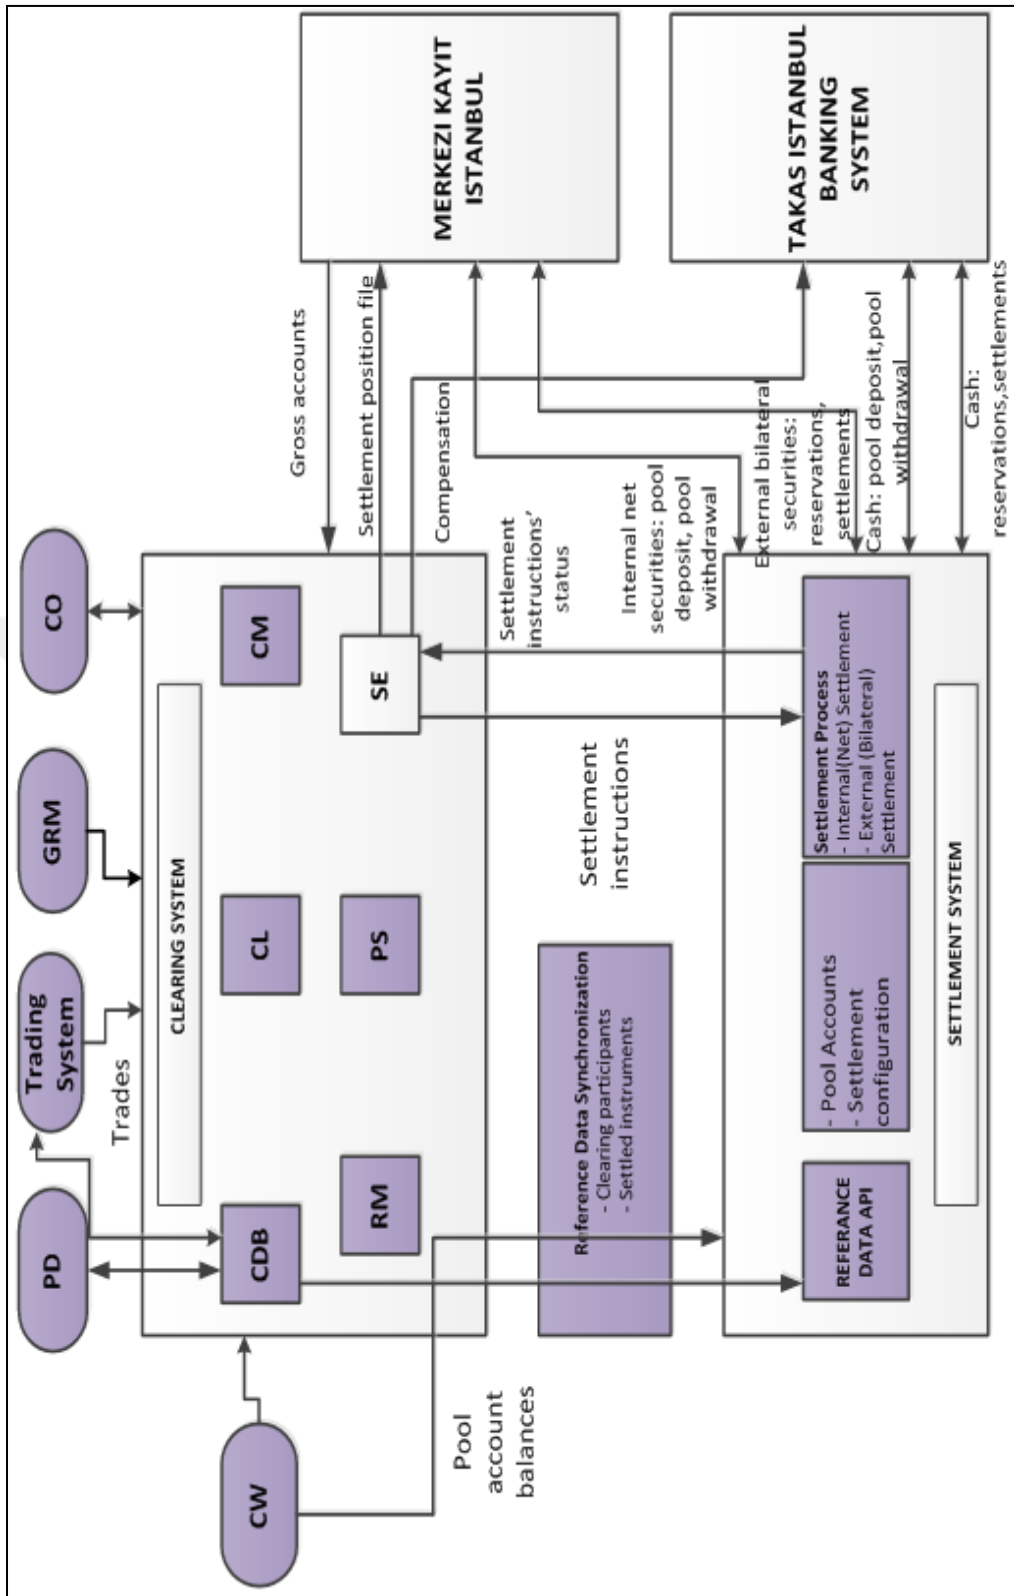 PD
Trading
System
GRM
CO
Trades
CLEARING SYSTEM
CDB
CL
CM
RM
PS
SE
CW
Gross accounts
Settlement position file
Compensation
MERKEZI KAYIT
ISTANBUL
TAKAS ISTANBUL
BANKING
SYSTEM
Settlement
instructions’
status
Internal net
securities: pool
deposit, pool
withdrawal
External bilateral
securities:
reservations,
settlements
Cash: pool deposit,pool
withdrawal
Cash:
reservations,settlements
Pool
account
balances
Reference Data Synchronization
- Clearing participants
- Settled instruments
Settlement
instructions
REFERANCE
DATA API
- Pool Accounts
- Settlement
configuration
Settlement Process
- Internal(Net) Settlement
- External (Bilateral)
Settlement
SETTLEMENT SYSTEM